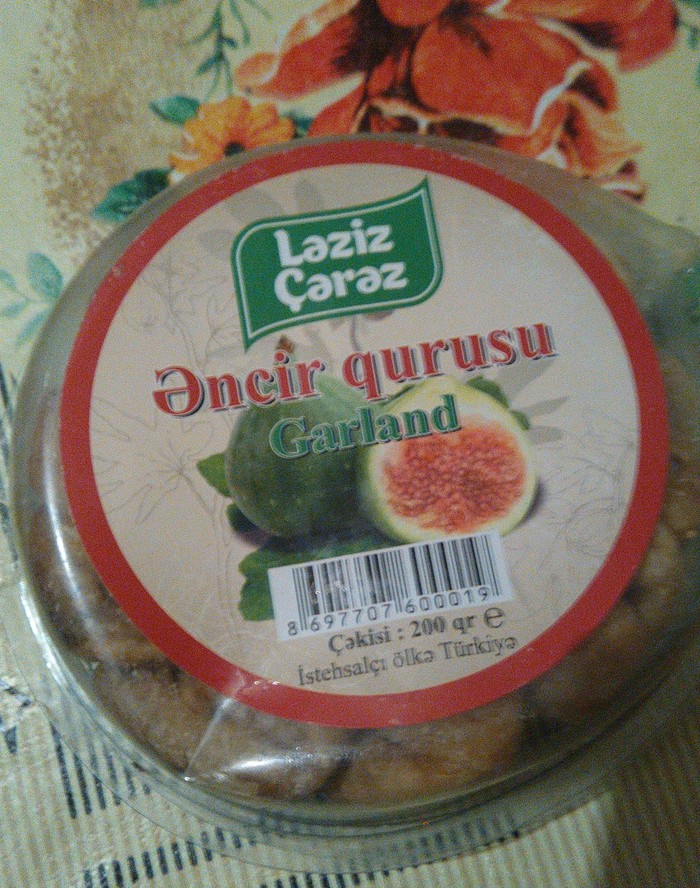 Ləziz
Çərəz
Əncir qurusu
Garland
8 697707 600019
Çəkisi : 200 qr ℮
İstehsalçı ölkə Türkiyə